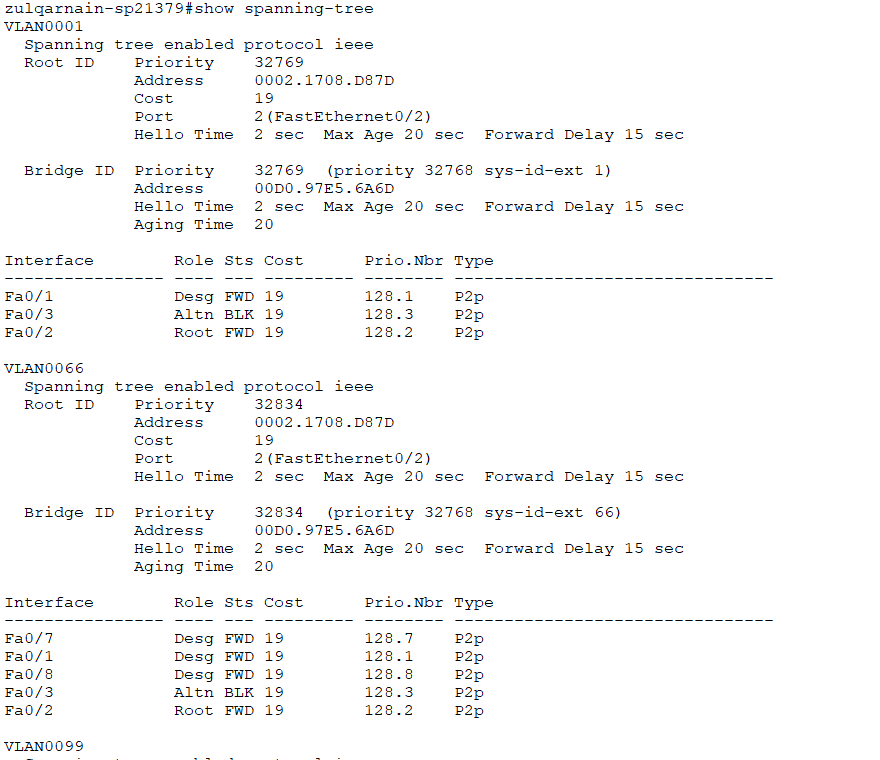 zulqarnain-sp21379#show spanning-tree
VLAN0001
  Spanning tree enabled protocol ieee
  Root ID    Priority    32769
             Address     0002.1708.D87D
             Cost        19
             Port        2(FastEthernet0/2)
             Hello Time  2 sec  Max Age 20 sec  Forward Delay 15 sec

  Bridge ID  Priority    32769  (priority 32768 sys-id-ext 1)
             Address     00D0.97E5.6A6D
             Hello Time  2 sec  Max Age 20 sec  Forward Delay 15 sec
             Aging Time  20

Interface        Role Sts Cost      Prio.Nbr Type
---------------- ---- --- --------- -------- --------------------------------
Fa0/1            Desg FWD 19        128.1    P2p
Fa0/3            Altn BLK 19        128.3    P2p
Fa0/2            Root FWD 19        128.2    P2p

VLAN0066
  Spanning tree enabled protocol ieee
  Root ID    Priority    32834
             Address     0002.1708.D87D
             Cost        19
             Port        2(FastEthernet0/2)
             Hello Time  2 sec  Max Age 20 sec  Forward Delay 15 sec

  Bridge ID  Priority    32834  (priority 32768 sys-id-ext 66)
             Address     00D0.97E5.6A6D
             Hello Time  2 sec  Max Age 20 sec  Forward Delay 15 sec
             Aging Time  20

Interface        Role Sts Cost      Prio.Nbr Type
---------------- ---- --- --------- -------- --------------------------------
Fa0/7            Desg FWD 19        128.7    P2p
Fa0/1            Desg FWD 19        128.1    P2p
Fa0/8            Desg FWD 19        128.8    P2p
Fa0/3            Altn BLK 19        128.3    P2p
Fa0/2            Root FWD 19        128.2    P2p

VLAN0099